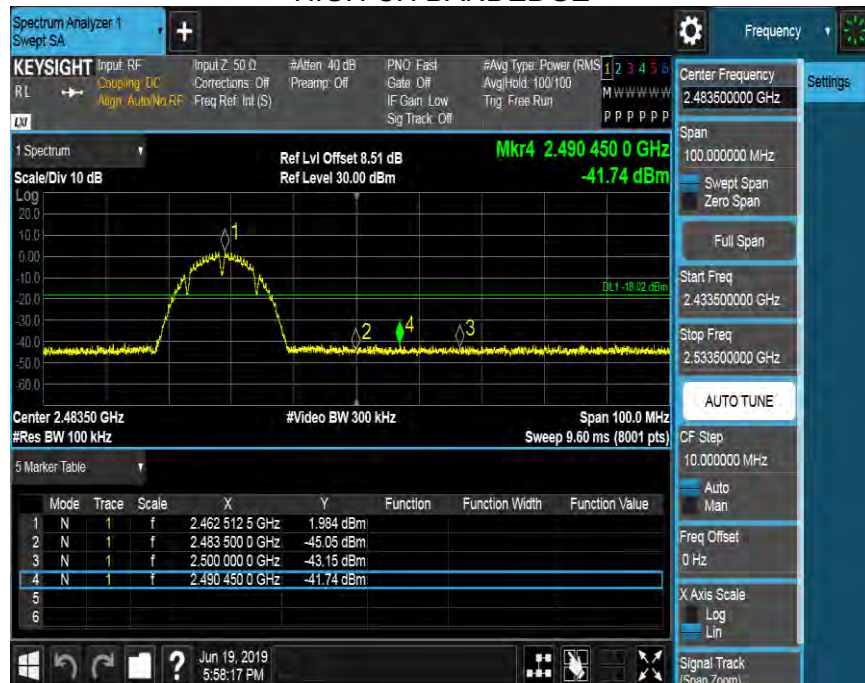 Spectrum Analyzer 1
Swept SA
+
Frequency
KEYSIGHT
RL
LXI
Input: RF
Coupling: DC
Align: Auto/No RF
Input Z: 50 Ω
Corrections: Off
Freq Ref: Int (S)
#Atten: 40 dB
Preamp: Off
PNO: Fast
Gate: Off
IF Gain: Low
Sig Track: Off
#Avg Type: Power (RMS
Avg|Hold: 100/100
Trig: Free Run
1 2 3 4 5 6
M W W W W W
P P P P P P
Center Frequency
2.483500000 GHz
Settings
Span
100.000000 MHz
Swept Span
Zero Span
Full Span
Start Freq
2.433500000 GHz
Stop Freq
2.533500000 GHz
AUTO TUNE
CF Step
10.000000 MHz
Auto
Man
Freq Offset
0 Hz
X Axis Scale
Log
Lin
Signal Track
(Span Zoom)
1 Spectrum
Scale/Div 10 dB
Ref Lvl Offset 8.51 dB
Ref Level 30.00 dBm
Mkr4 2.490 450 0 GHz
-41.74 dBm
Log
20.0
10.0
0.00
-10.0
-20.0
-30.0
-40.0
-50.0
-60.0
1
2
4
3
DL1 -18.02 dBm
Center 2.48350 GHz
#Res BW 100 kHz
#Video BW 300 kHz
Span 100.0 MHz
Sweep 9.60 ms (8001 pts)
5 Marker Table
Mode Trace Scale X Y Function Function Width Function Value
1 N 1 f 2.462 512 5 GHz 1.984 dBm
2 N 1 f 2.483 500 0 GHz -45.05 dBm
3 N 1 f 2.500 000 0 GHz -43.15 dBm
4 N 1 f 2.490 450 0 GHz -41.74 dBm
5
6
?
Jun 19, 2019
5:58:17 PM